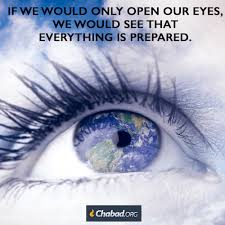 IF WE WOULD ONLY OPEN OUR EYES,
WE WOULD SEE THAT
EVERYTHING IS PREPARED.
Chabad.ORG